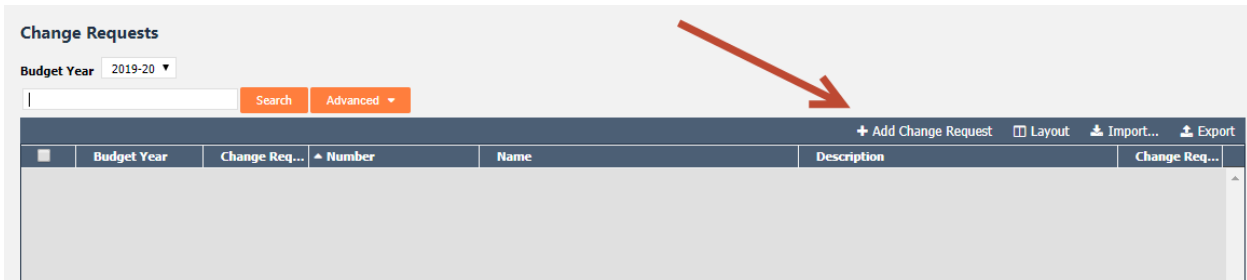 Change Requests
Budget Year 2019-20
Search Advanced
Add Change Request Layout Import... Export
Budget Year Change Req... Number Name Description Change Req...